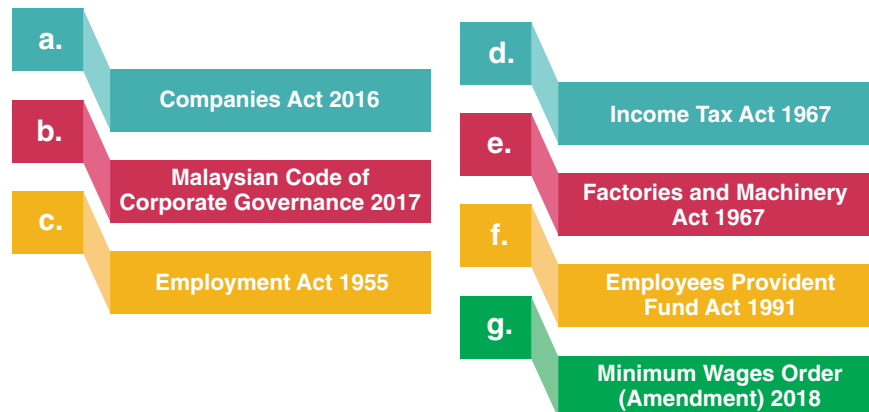 a.
Companies Act 2016
b.
Malaysian Code of
Corporate Governance 2017
c.
Employment Act 1955
d.
Income Tax Act 1967
e.
Factories and Machinery
Act 1967
f.
Employees Provident
Fund Act 1991
g.
Minimum Wages Order
(Amendment) 2018